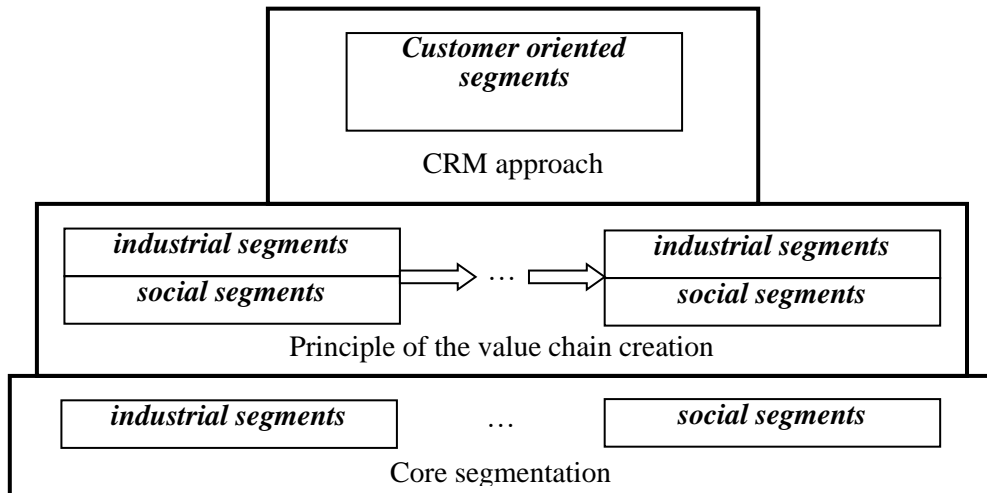 Customer oriented
segments
CRM approach
industrial segments industrial segments
… 
social segments social segments
Principle of the value chain creation
industrial segments … social segments
Core segmentation